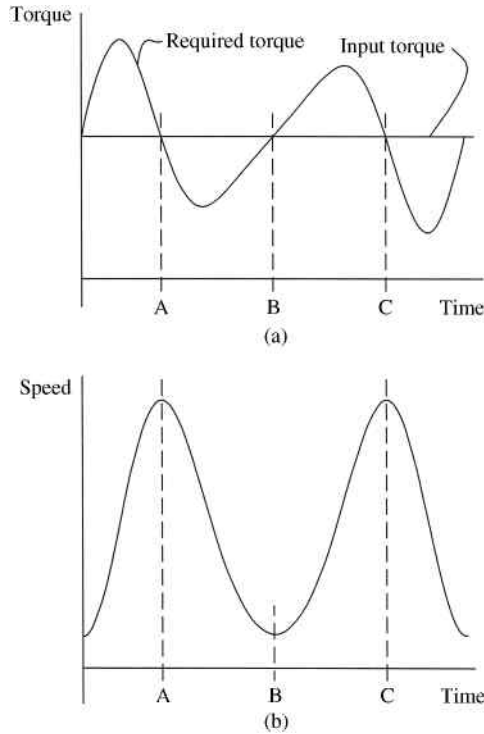 Torque
Required torque
Input torque
A B C Time
(a)
Speed
A B C Time
(b)